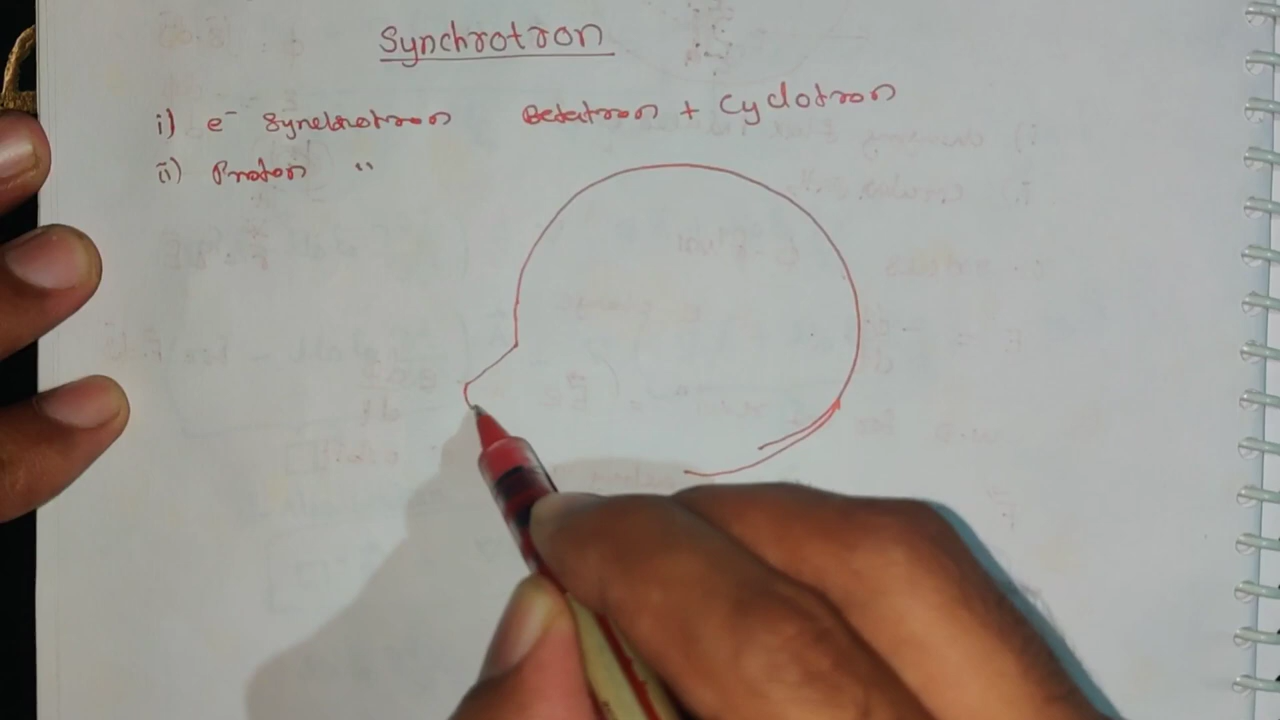 Synchrotron
i) e⁻ Synchrotron Betatron + Cyclotron
ii) Proton "